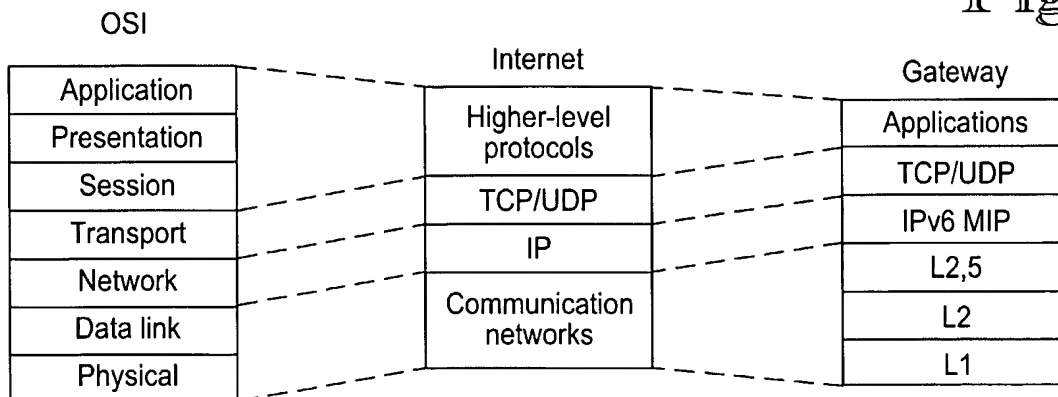 OSI
Application
Presentation
Session
Transport
Network
Data link
Physical
Internet
Higher-level
protocols
TCP/UDP
IP
Communication
networks
Gateway
Applications
TCP/UDP
IPv6 MIP
L2,5
L2
L1